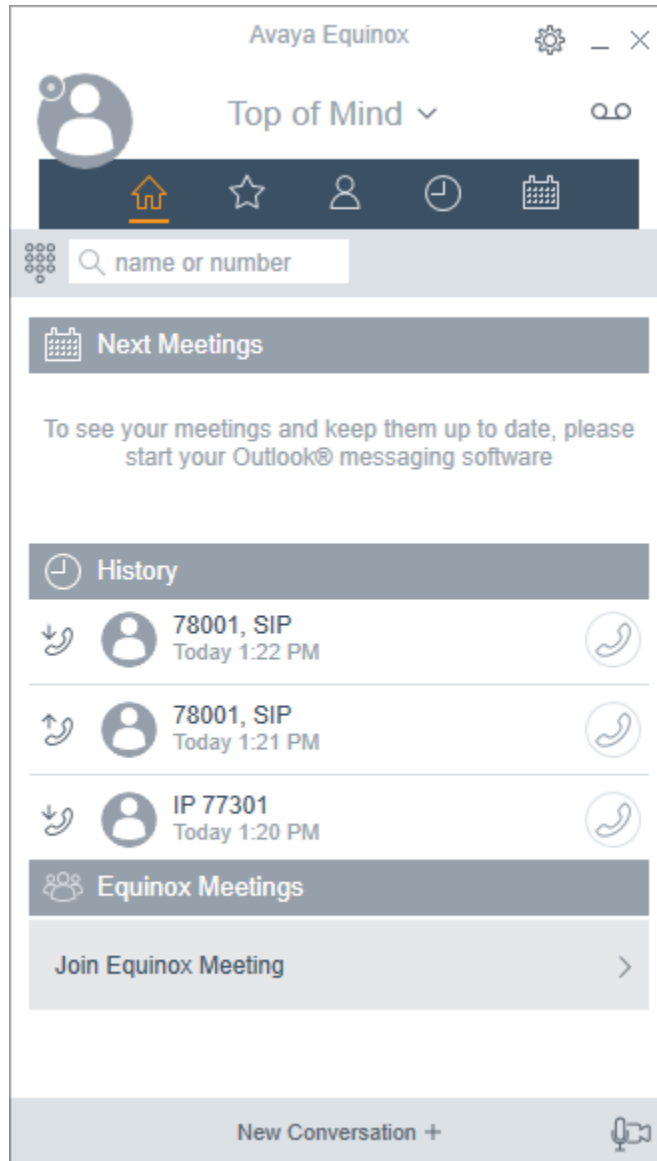 Avaya Equinox
Top of Mind
name or number
Next Meetings
To see your meetings and keep them up to date, please
start your Outlook® messaging software
History
78001, SIP
Today 1:22 PM
78001, SIP
Today 1:21 PM
IP 77301
Today 1:20 PM
Equinox Meetings
Join Equinox Meeting
New Conversation +